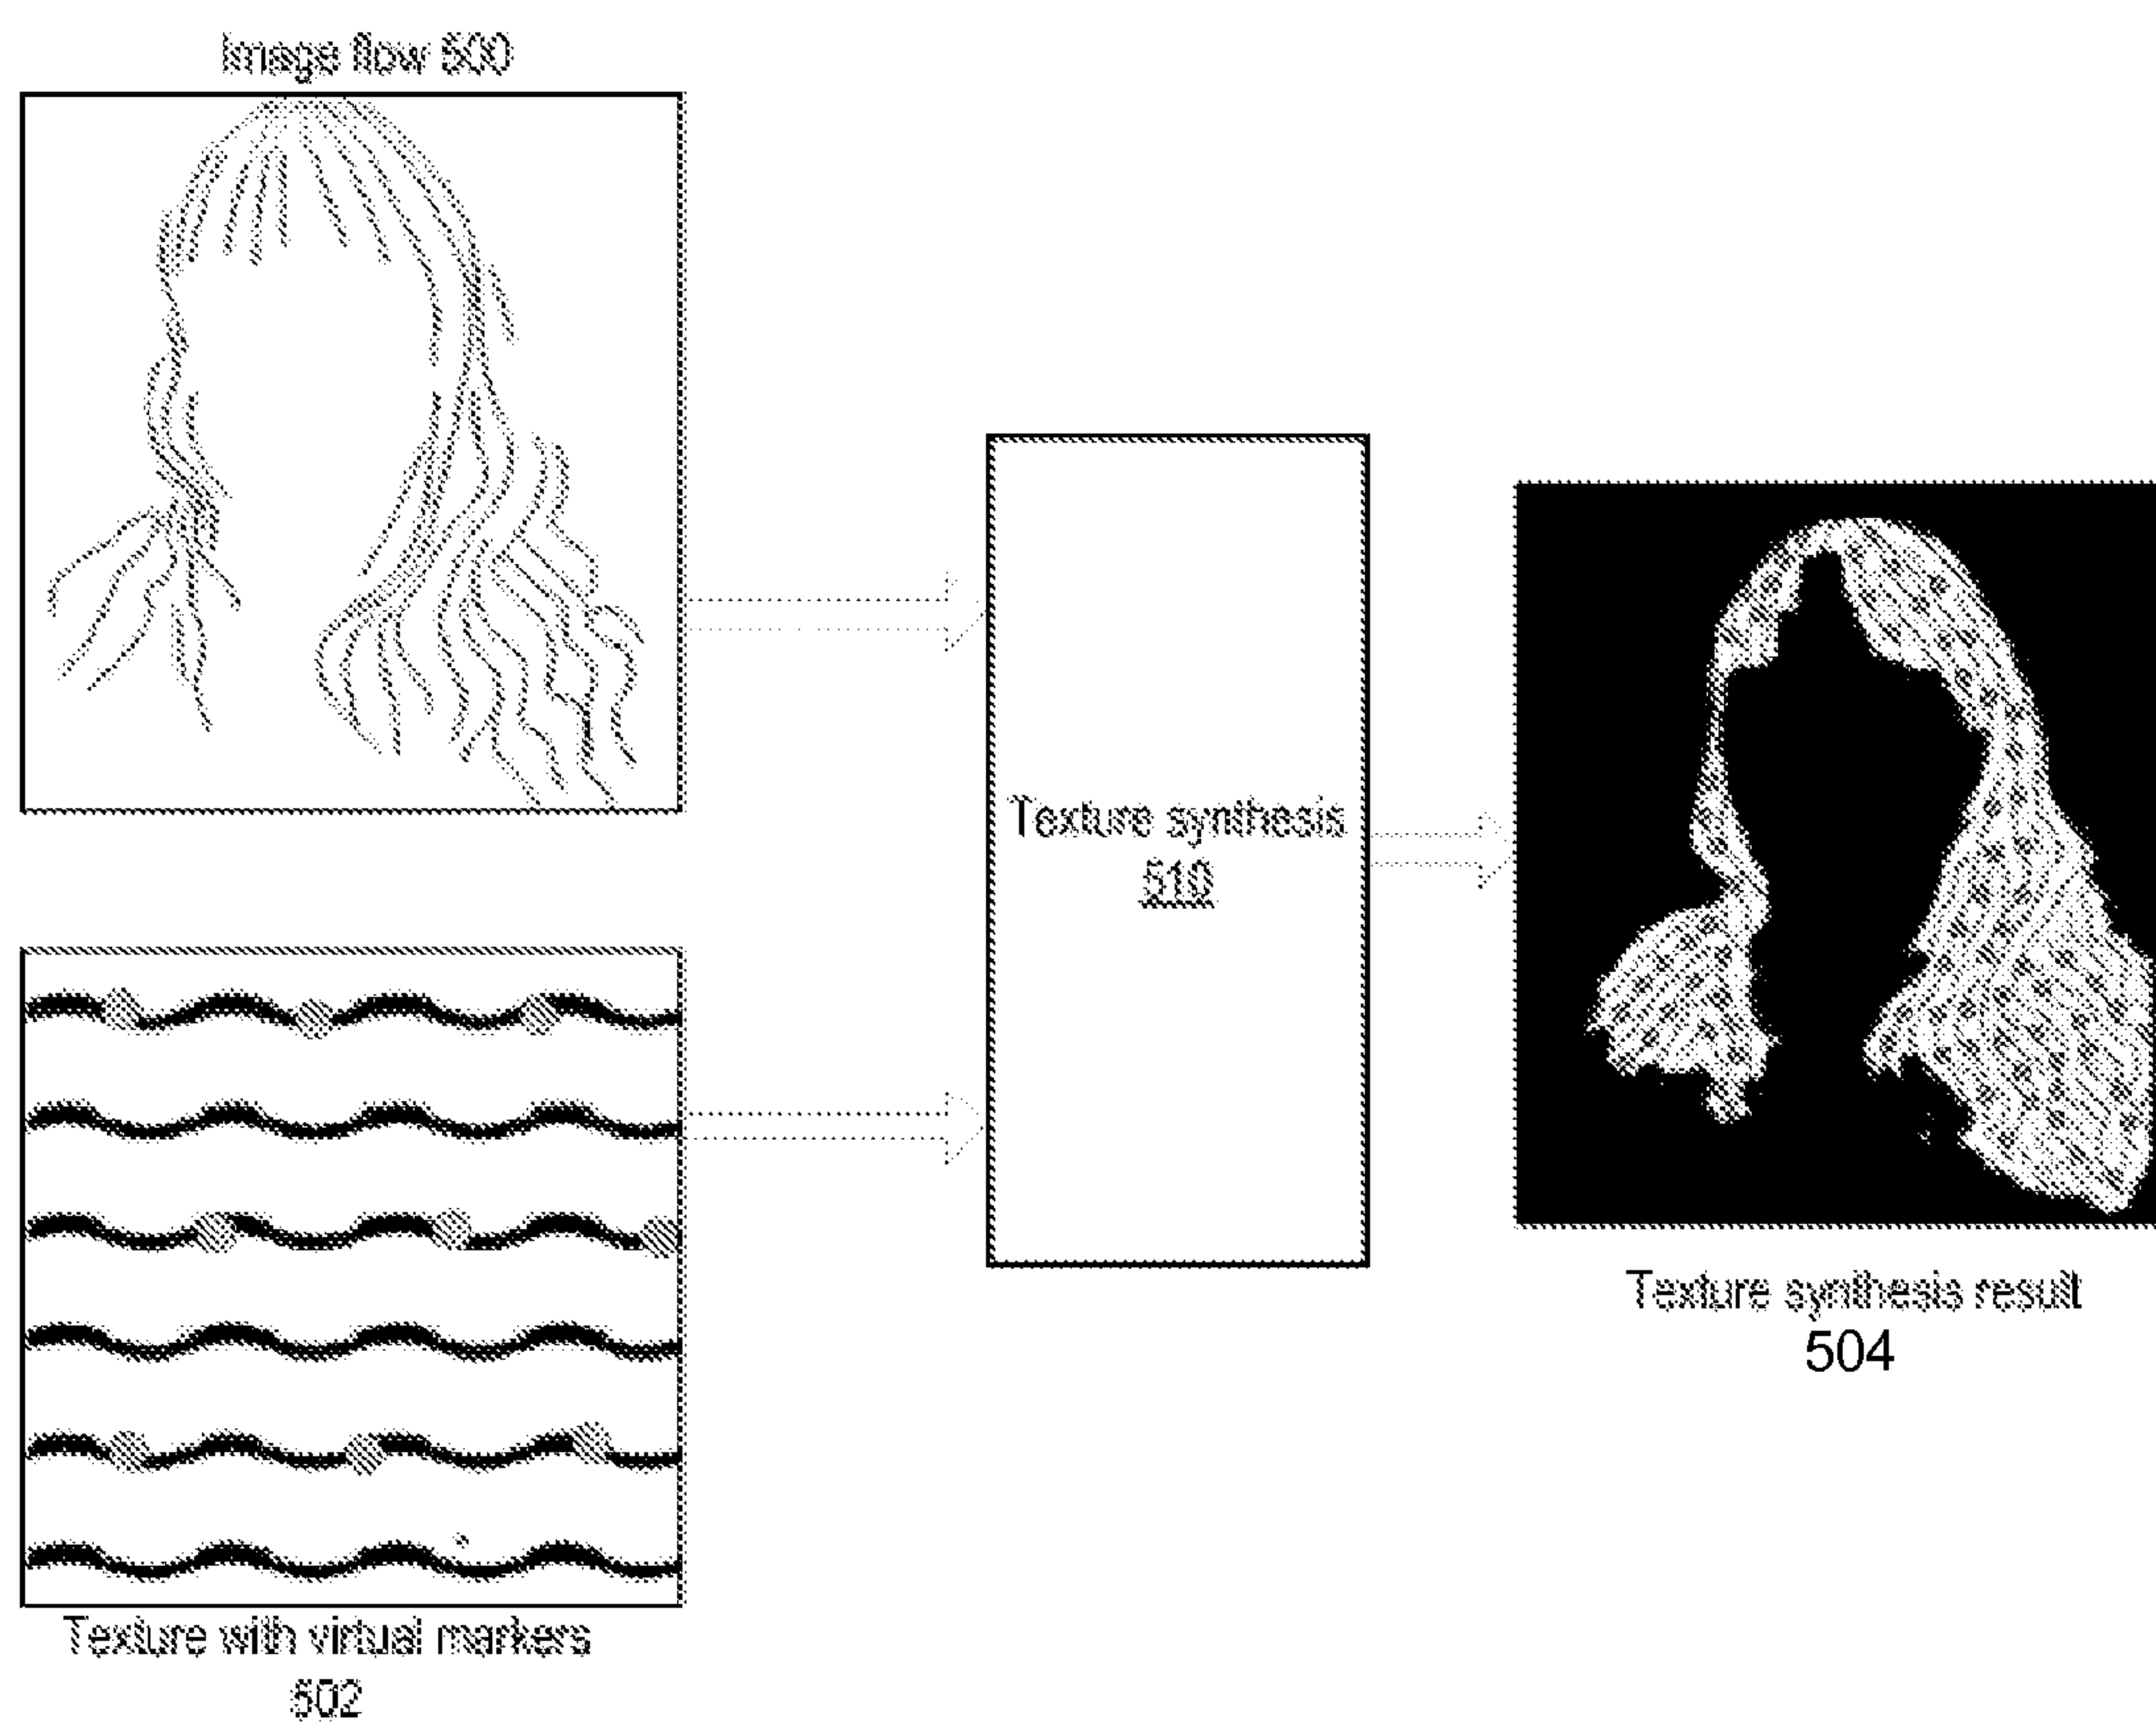 Image flow 500
Texture synthesis
510
Texture synthesis result
504
Texture with virtual markers
502